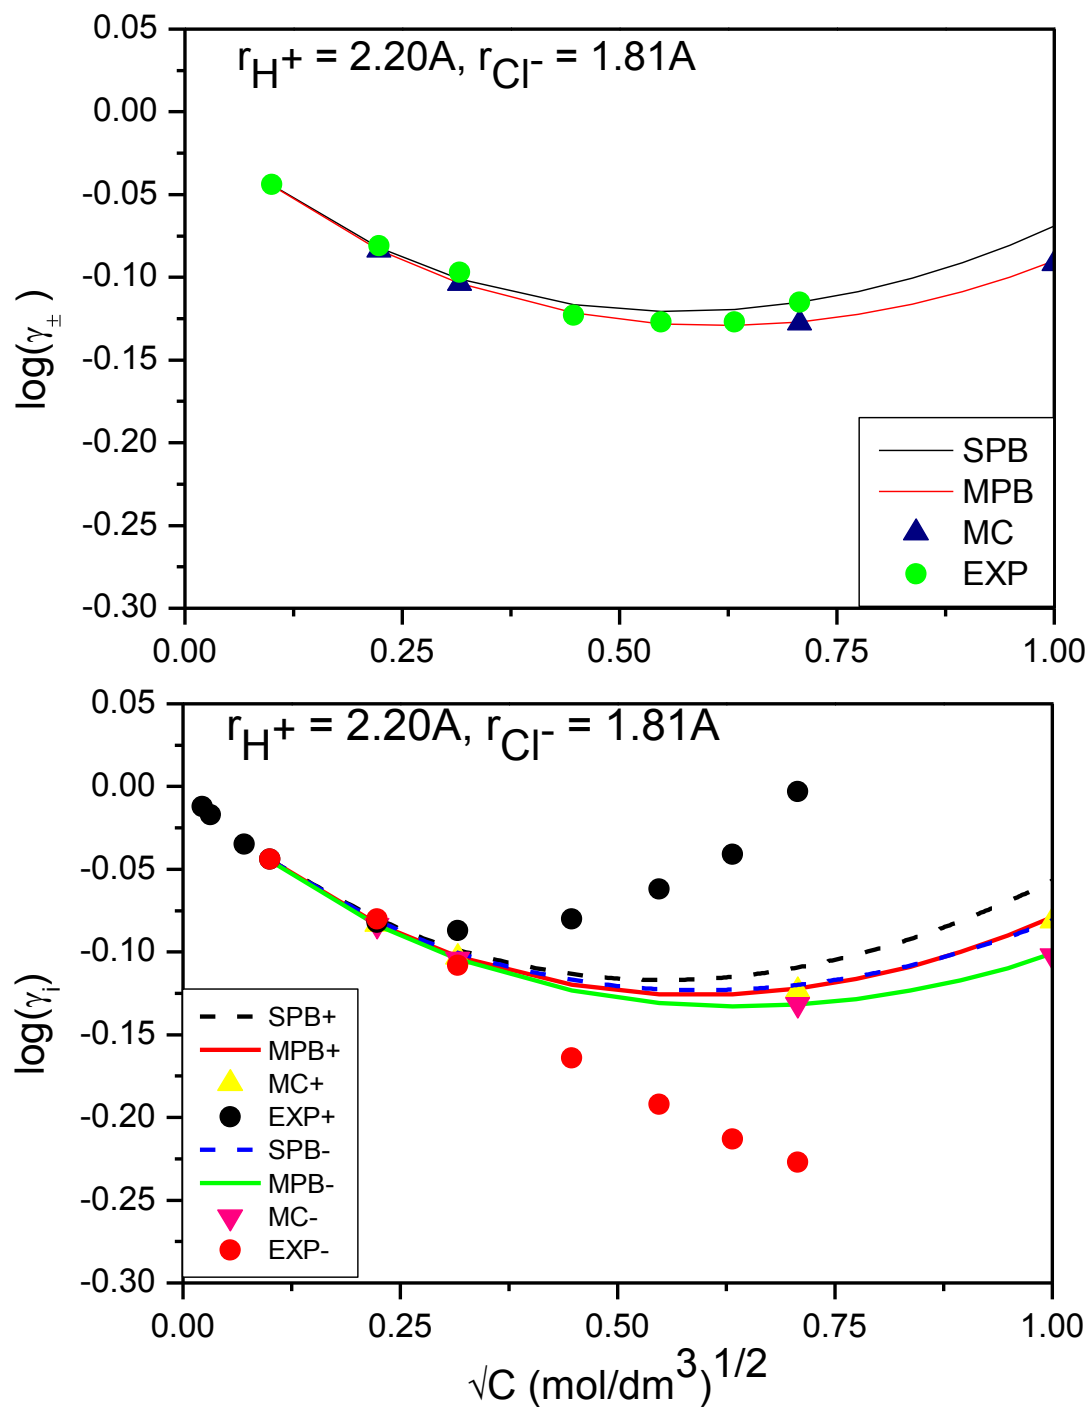 r_H+ = 2.20A, r_Cl- = 1.81A
0.05
0.00
-0.05
-0.10
-0.15
-0.20
-0.25
-0.30
log(γ±)
SPB
MPB
MC
EXP
0.00 0.25 0.50 0.75 1.00
r_H+ = 2.20A, r_Cl- = 1.81A
0.05
0.00
-0.05
-0.10
-0.15
-0.20
-0.25
-0.30
log(γi)
SPB+
MPB+
MC+
EXP+
SPB-
MPB-
MC-
EXP-
0.00 0.25 0.50 0.75 1.00
√C (mol/dm³)^1/2